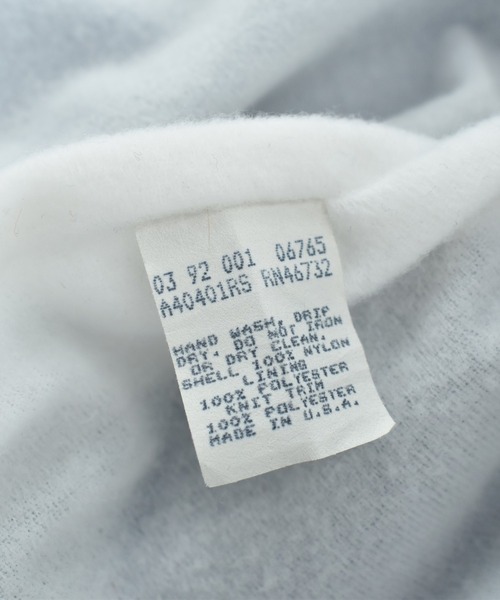 03 92 001 06765
A40401RS RN46732
HAND WASH, DRIP
DRY. DO NOT IRON
OR DRY CLEAN.
SHELL 100% NYLON
LINING
100% POLYESTER
KNIT TRIM
100% POLYESTER
MADE IN U.S.A.